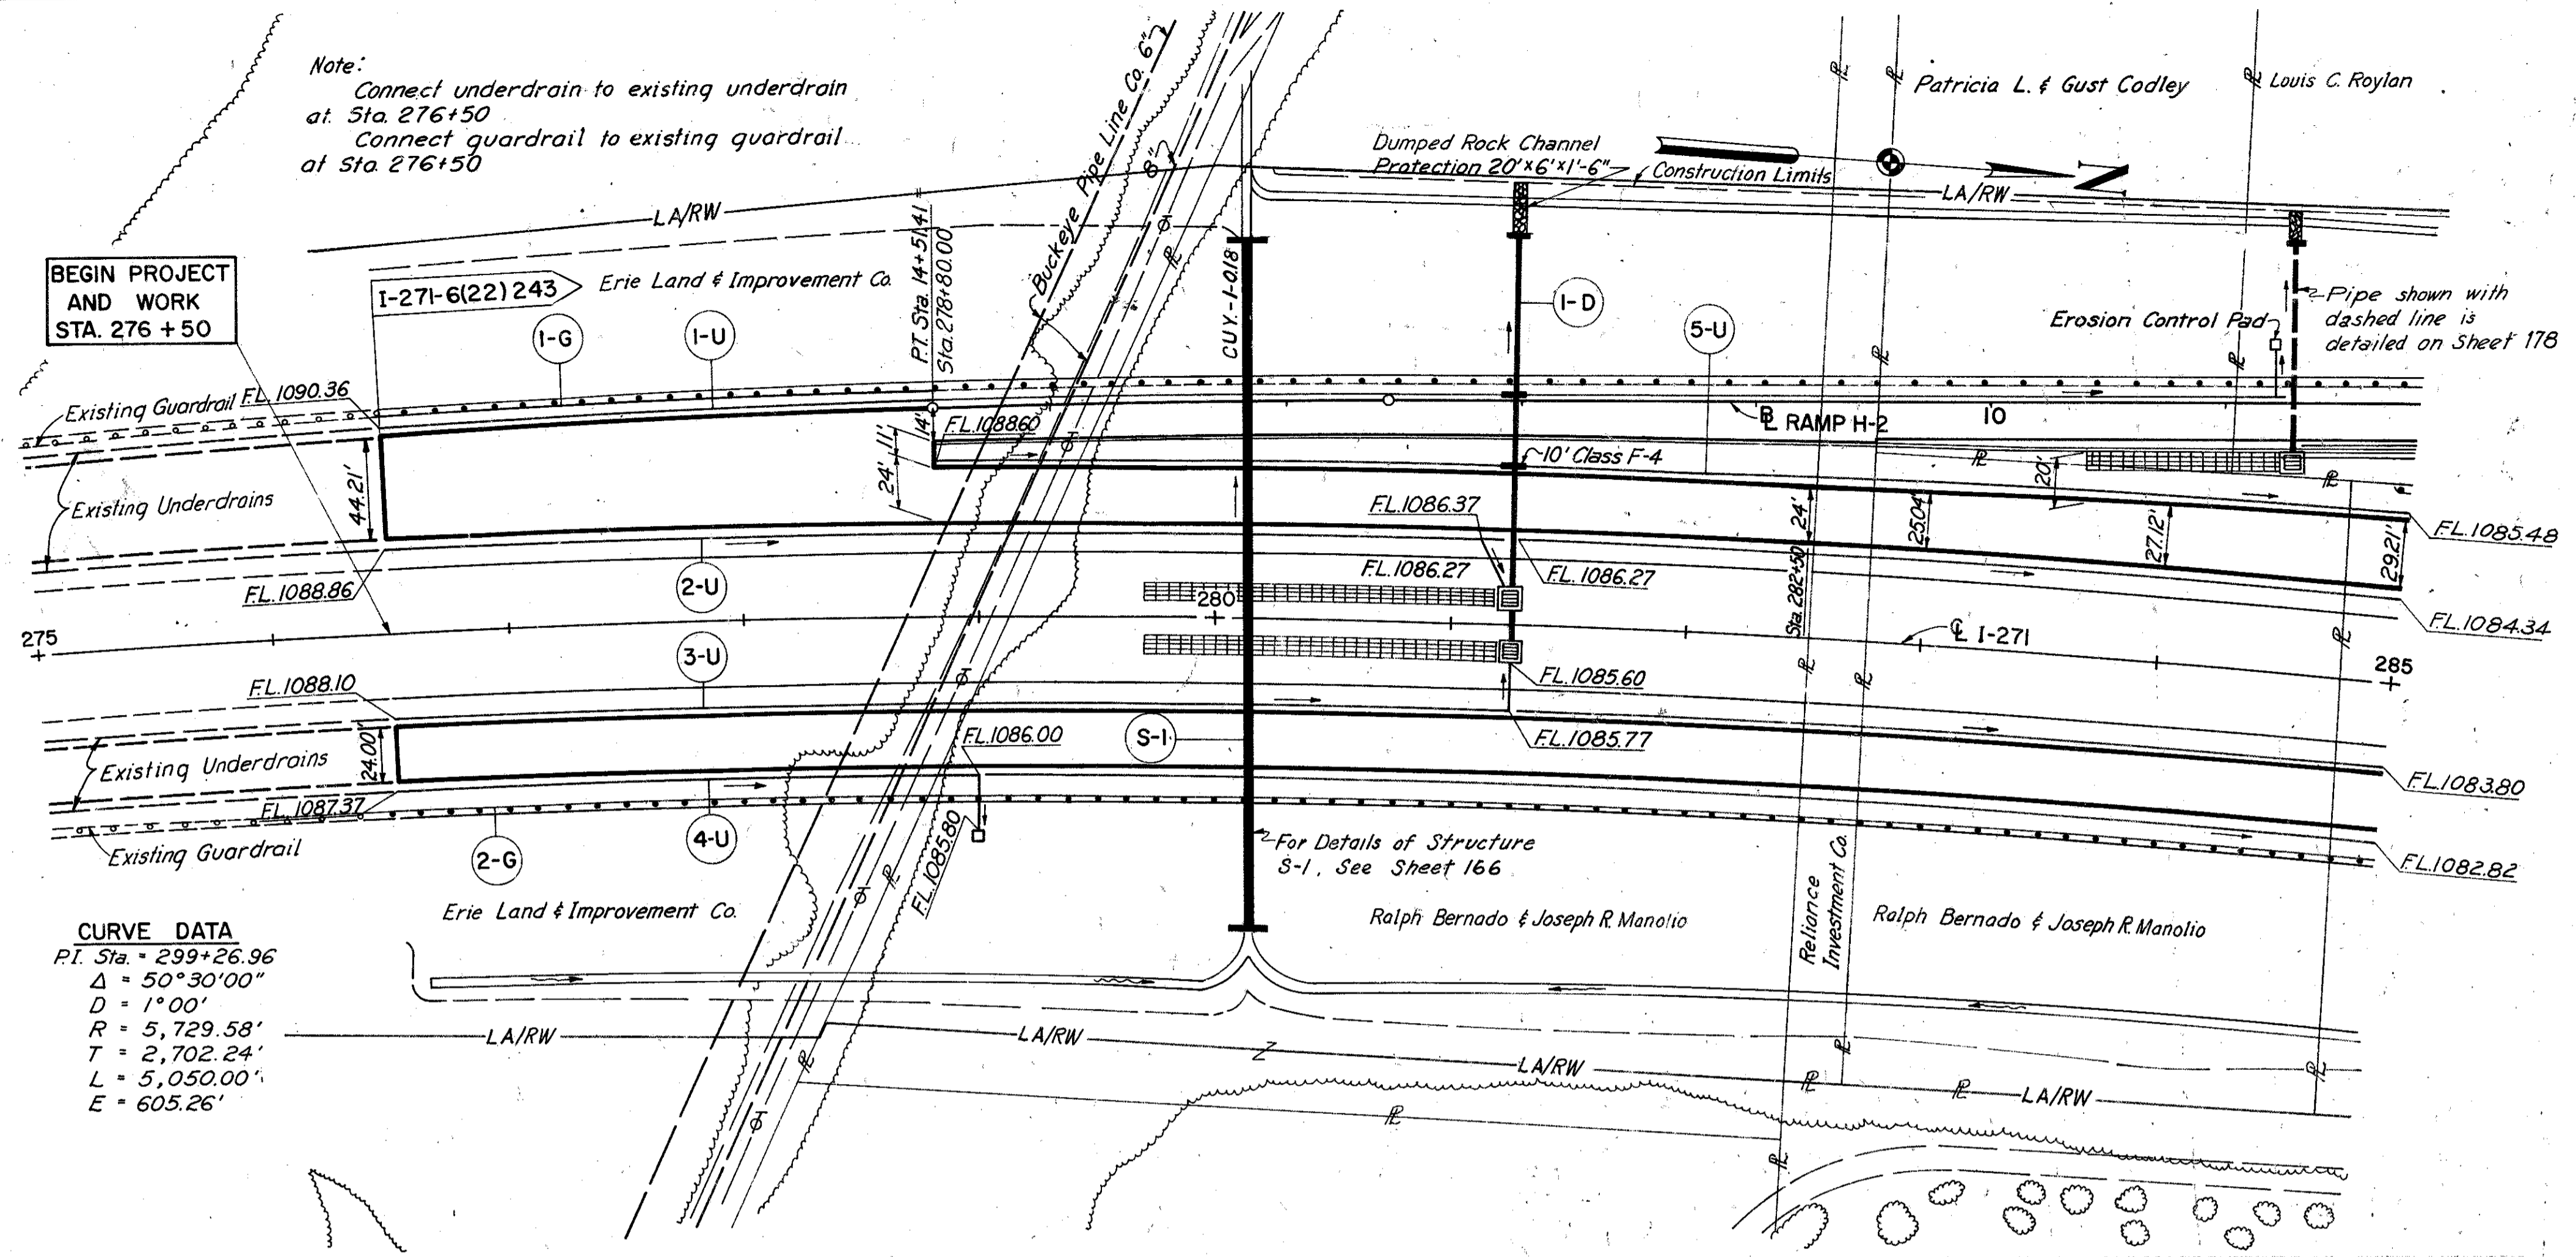 Note:
Connect underdrain to existing underdrain
at Sta. 276+50
Connect guardrail to existing guardrail
at Sta. 276+50
Buckeye Pipe Line Co. 6"
8"
Patricia L. & Gust Codley
Louis C. Roylan
Dumped Rock Channel
Protection 20'x6'x1'-6"
Construction Limits
LA/RW
LA/RW
N
BEGIN PROJECT
AND WORK
STA. 276 + 50
I-271-6(22)243
Erie Land & Improvement Co.
P.T. Sta. 14+51.41 =
Sta. 278+80.00
CUY.-1-0.18
1-G
1-U
1-D
5-U
Erosion Control Pad
Pipe shown with
dashed line is
detailed on Sheet 178
Existing Guardrail
F.L. 1090.36
14'
11'
24'
F.L. 1088.60
℄ RAMP H-2
10
10' Class F-4
20'
Existing Underdrains
44.21'
F.L. 1086.37
24'
25.04'
27.12'
29.21'
F.L. 1085.48
F.L. 1088.86
2-U
F.L. 1086.27
F.L. 1086.27
Sta. 282+50
F.L. 1084.34
275
280
℄ I-271
285
3-U
F.L. 1088.10
F.L. 1085.60
Existing Underdrains
24.00'
F.L. 1086.00
S-1
F.L. 1085.77
F.L. 1083.80
F.L. 1087.37
Existing Guardrail
2-G
4-U
F.L. 1085.80
For Details of Structure
S-1, See Sheet 166
F.L. 1082.82
Erie Land & Improvement Co.
Ralph Bernado & Joseph R. Manolio
Reliance
Investment Co.
Ralph Bernado & Joseph R. Manolio
CURVE DATA
P.I. Sta. = 299+26.96
Δ = 50°30'00"
D = 1°00'
R = 5,729.58'
T = 2,702.24'
L = 5,050.00'
E = 605.26'
LA/RW
LA/RW
LA/RW
LA/RW